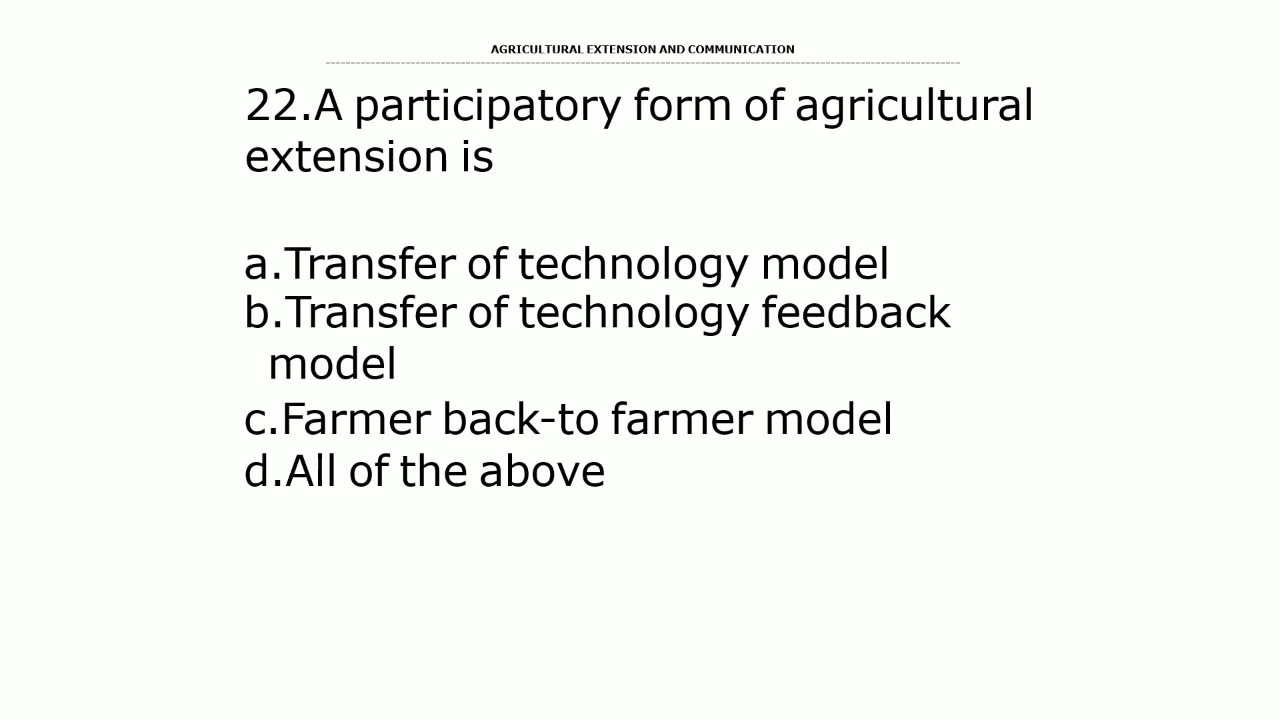 AGRICULTURAL EXTENSION AND COMMUNICATION
22.A participatory form of agricultural
extension is
a.Transfer of technology model
b.Transfer of technology feedback
model
c.Farmer back-to farmer model
d.All of the above